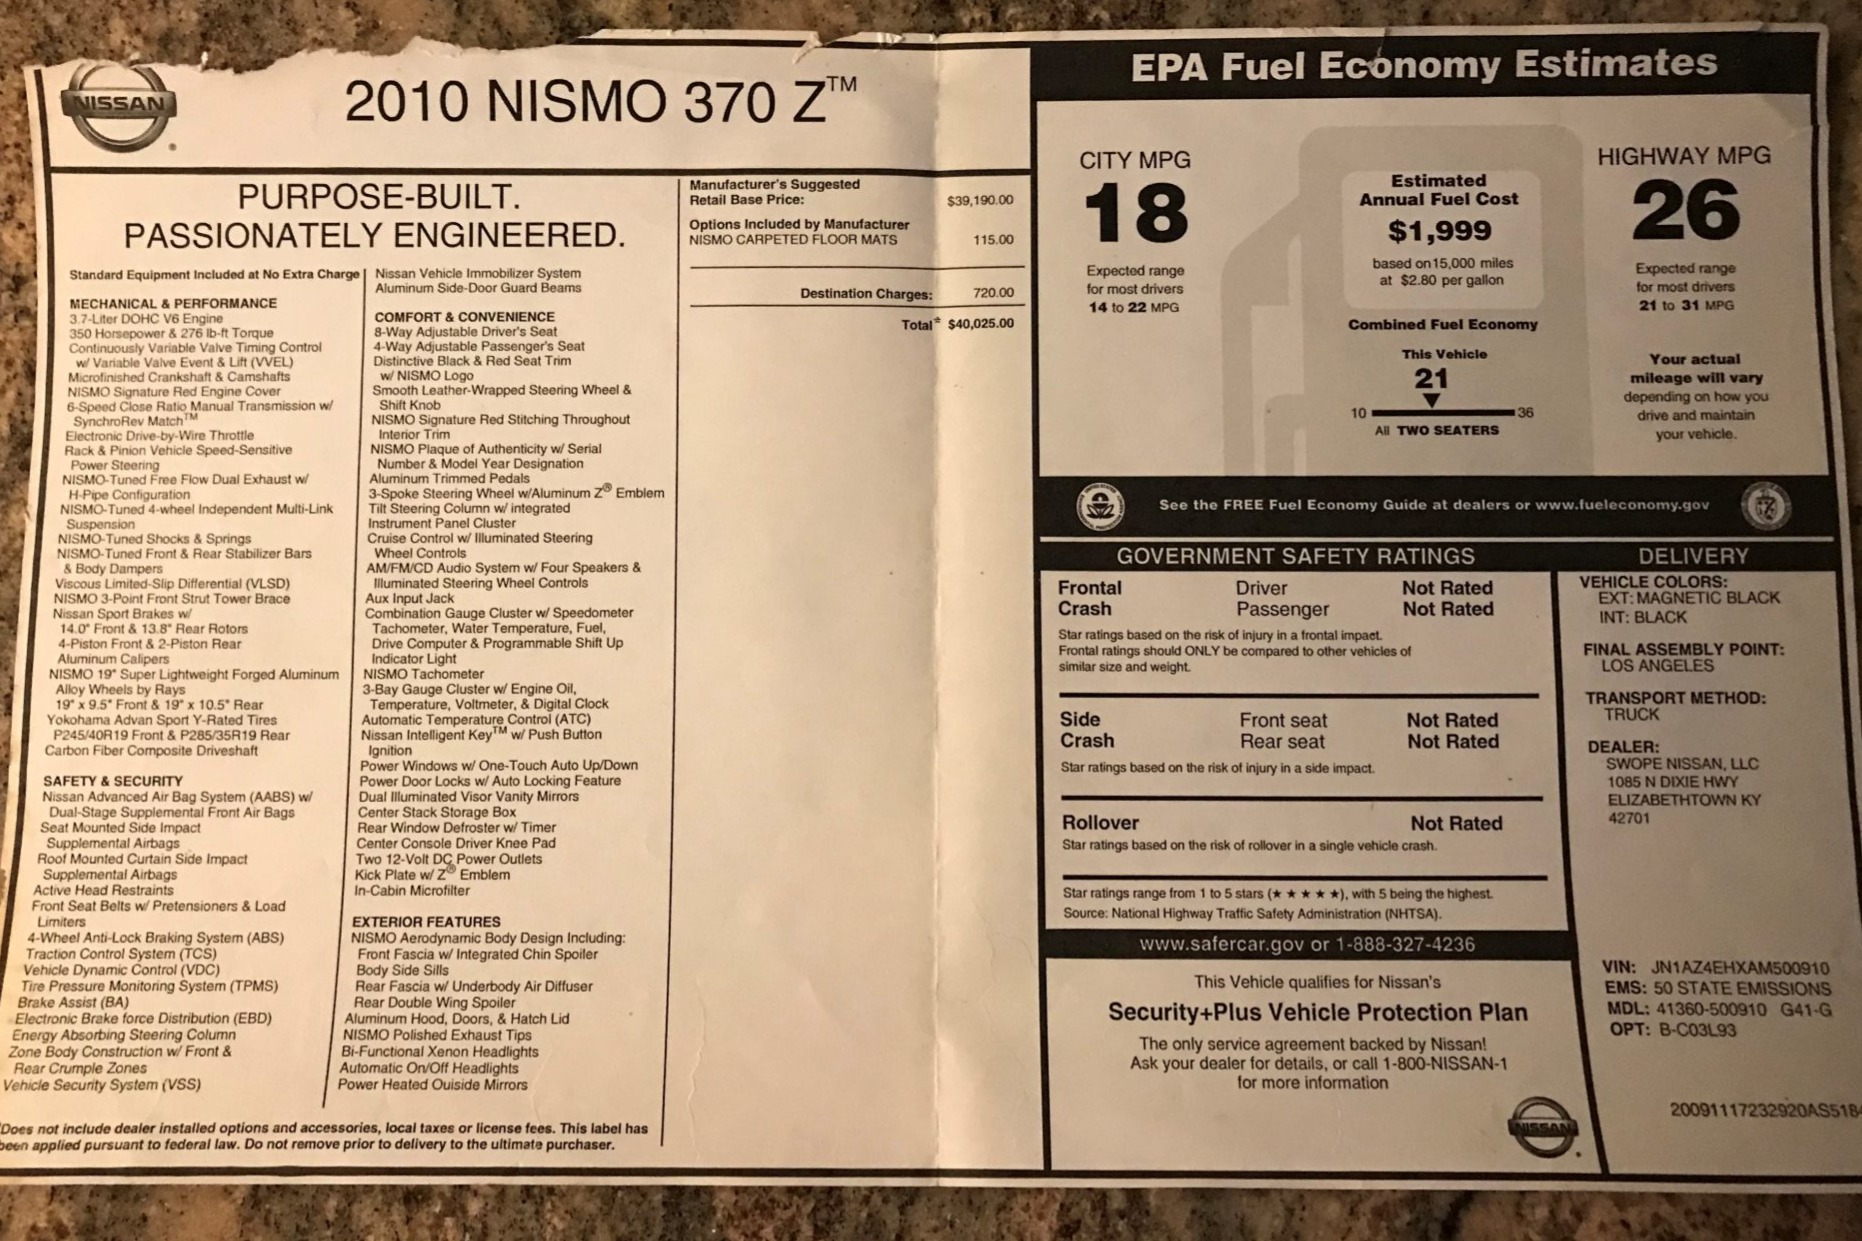 NISSAN
2010 NISMO 370 Z™
PURPOSE-BUILT.
PASSIONATELY ENGINEERED.
Standard Equipment Included at No Extra Charge
MECHANICAL & PERFORMANCE
3.7-Liter DOHC V6 Engine
350 Horsepower & 276 lb-ft Torque
Continuously Variable Valve Timing Control
w/ Variable Valve Event & Lift (VVEL)
Microfinished Crankshaft & Camshafts
NISMO Signature Red Engine Cover
6-Speed Close Ratio Manual Transmission w/
SynchroRev Match™
Electronic Drive-by-Wire Throttle
Rack & Pinion Vehicle Speed-Sensitive
Power Steering
NISMO-Tuned Free Flow Dual Exhaust w/
H-Pipe Configuration
NISMO-Tuned 4-wheel Independent Multi-Link
Suspension
NISMO-Tuned Shocks & Springs
NISMO-Tuned Front & Rear Stabilizer Bars
& Body Dampers
Viscous Limited-Slip Differential (VLSD)
NISMO 3-Point Front Strut Tower Brace
Nissan Sport Brakes w/
14.0" Front & 13.8" Rear Rotors
4-Piston Front & 2-Piston Rear
Aluminum Calipers
NISMO 19" Super Lightweight Forged Aluminum
Alloy Wheels by Rays
19" x 9.5" Front & 19" x 10.5" Rear
Yokohama Advan Sport Y-Rated Tires
P245/40R19 Front & P285/35R19 Rear
Carbon Fiber Composite Driveshaft
SAFETY & SECURITY
Nissan Advanced Air Bag System (AABS) w/
Dual-Stage Supplemental Front Air Bags
Seat Mounted Side Impact
Supplemental Airbags
Roof Mounted Curtain Side Impact
Supplemental Airbags
Active Head Restraints
Front Seat Belts w/ Pretensioners & Load
Limiters
4-Wheel Anti-Lock Braking System (ABS)
Traction Control System (TCS)
Vehicle Dynamic Control (VDC)
Tire Pressure Monitoring System (TPMS)
Brake Assist (BA)
Electronic Brake force Distribution (EBD)
Energy Absorbing Steering Column
Zone Body Construction w/ Front &
Rear Crumple Zones
Vehicle Security System (VSS)
Nissan Vehicle Immobilizer System
Aluminum Side-Door Guard Beams
COMFORT & CONVENIENCE
8-Way Adjustable Driver's Seat
4-Way Adjustable Passenger's Seat
Distinctive Black & Red Seat Trim
w/ NISMO Logo
Smooth Leather-Wrapped Steering Wheel &
Shift Knob
NISMO Signature Red Stitching Throughout
Interior Trim
NISMO Plaque of Authenticity w/ Serial
Number & Model Year Designation
Aluminum Trimmed Pedals
3-Spoke Steering Wheel w/Aluminum Z® Emblem
Tilt Steering Column w/ integrated
Instrument Panel Cluster
Cruise Control w/ Illuminated Steering
Wheel Controls
AM/FM/CD Audio System w/ Four Speakers &
Illuminated Steering Wheel Controls
Aux Input Jack
Combination Gauge Cluster w/ Speedometer
Tachometer, Water Temperature, Fuel,
Drive Computer & Programmable Shift Up
Indicator Light
NISMO Tachometer
3-Bay Gauge Cluster w/ Engine Oil,
Temperature, Voltmeter, & Digital Clock
Automatic Temperature Control (ATC)
Nissan Intelligent Key™ w/ Push Button
Ignition
Power Windows w/ One-Touch Auto Up/Down
Power Door Locks w/ Auto Locking Feature
Dual Illuminated Visor Vanity Mirrors
Center Stack Storage Box
Rear Window Defroster w/ Timer
Center Console Driver Knee Pad
Two 12-Volt DC Power Outlets
Kick Plate w/ Z® Emblem
In-Cabin Microfilter
EXTERIOR FEATURES
NISMO Aerodynamic Body Design Including:
Front Fascia w/ Integrated Chin Spoiler
Body Side Sills
Rear Fascia w/ Underbody Air Diffuser
Rear Double Wing Spoiler
Aluminum Hood, Doors, & Hatch Lid
NISMO Polished Exhaust Tips
Bi-Functional Xenon Headlights
Automatic On/Off Headlights
Power Heated Ouiside Mirrors
Does not include dealer installed options and accessories, local taxes or license fees. This label has
been applied pursuant to federal law. Do not remove prior to delivery to the ultimate purchaser.
Manufacturer's Suggested
Retail Base Price: $39,190.00
Options Included by Manufacturer
NISMO CARPETED FLOOR MATS 115.00
Destination Charges: 720.00
Total* $40,025.00
EPA Fuel Economy Estimates
CITY MPG
18
Expected range
for most drivers
14 to 22 MPG
Estimated
Annual Fuel Cost
$1,999
based on 15,000 miles
at $2.80 per gallon
Combined Fuel Economy
This Vehicle
21
10 36
All TWO SEATERS
HIGHWAY MPG
26
Expected range
for most drivers
21 to 31 MPG
Your actual
mileage will vary
depending on how you
drive and maintain
your vehicle.
See the FREE Fuel Economy Guide at dealers or www.fueleconomy.gov
GOVERNMENT SAFETY RATINGS
Frontal Driver Not Rated
Crash Passenger Not Rated
Star ratings based on the risk of injury in a frontal impact.
Frontal ratings should ONLY be compared to other vehicles of
similar size and weight.
Side Front seat Not Rated
Crash Rear seat Not Rated
Star ratings based on the risk of injury in a side impact.
Rollover Not Rated
Star ratings based on the risk of rollover in a single vehicle crash.
Star ratings range from 1 to 5 stars (★ ★ ★ ★ ★), with 5 being the highest.
Source: National Highway Traffic Safety Administration (NHTSA).
www.safercar.gov or 1-888-327-4236
This Vehicle qualifies for Nissan's
Security+Plus Vehicle Protection Plan
The only service agreement backed by Nissan!
Ask your dealer for details, or call 1-800-NISSAN-1
for more information
NISSAN
DELIVERY
VEHICLE COLORS:
EXT: MAGNETIC BLACK
INT: BLACK
FINAL ASSEMBLY POINT:
LOS ANGELES
TRANSPORT METHOD:
TRUCK
DEALER:
SWOPE NISSAN, LLC
1085 N DIXIE HWY
ELIZABETHTOWN KY
42701
VIN: JN1AZ4EHXAM500910
EMS: 50 STATE EMISSIONS
MDL: 41360-500910 G41-G
OPT: B-C03L93
20091117232920AS518